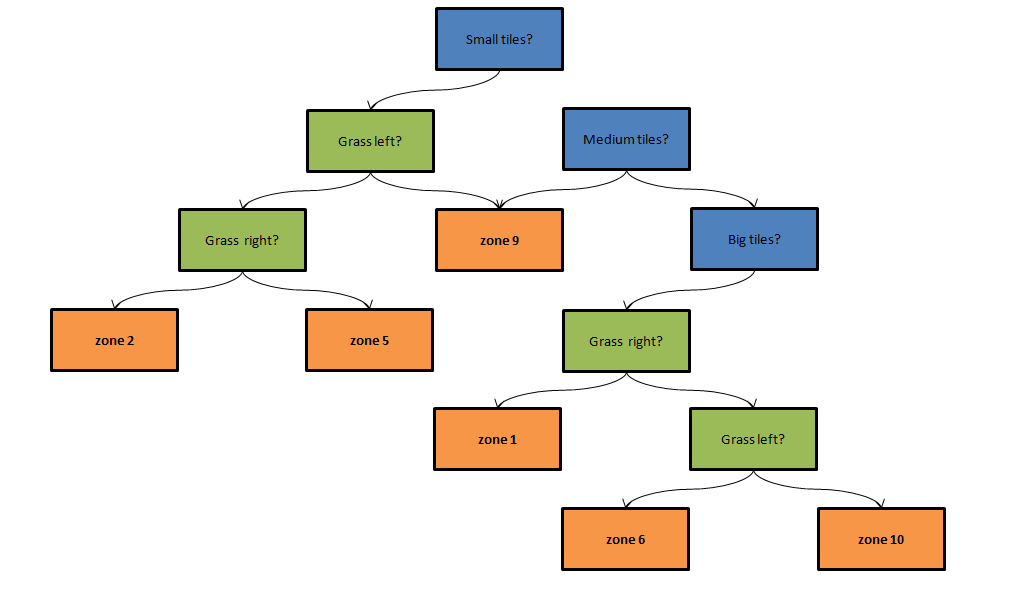 Small tiles?
Grass left?
Medium tiles?
Grass right?
zone 9
Big tiles?
zone 2
zone 5
Grass right?
zone 1
Grass left?
zone 6
zone 10